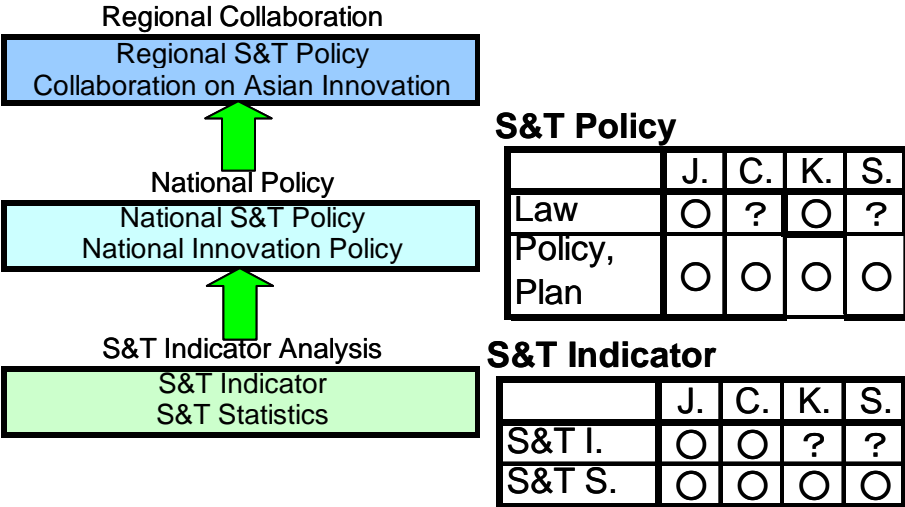 Regional Collaboration
Regional S&T Policy
Collaboration on Asian Innovation
National Policy
National S&T Policy
National Innovation Policy
S&T Indicator Analysis
S&T Indicator
S&T Statistics
S&T Policy
J. C. K. S.
Law ○ ? ○ ?
Policy,
Plan ○ ○ ○ ○
S&T Indicator
J. C. K. S.
S&T I. ○ ○ ? ?
S&T S. ○ ○ ○ ○